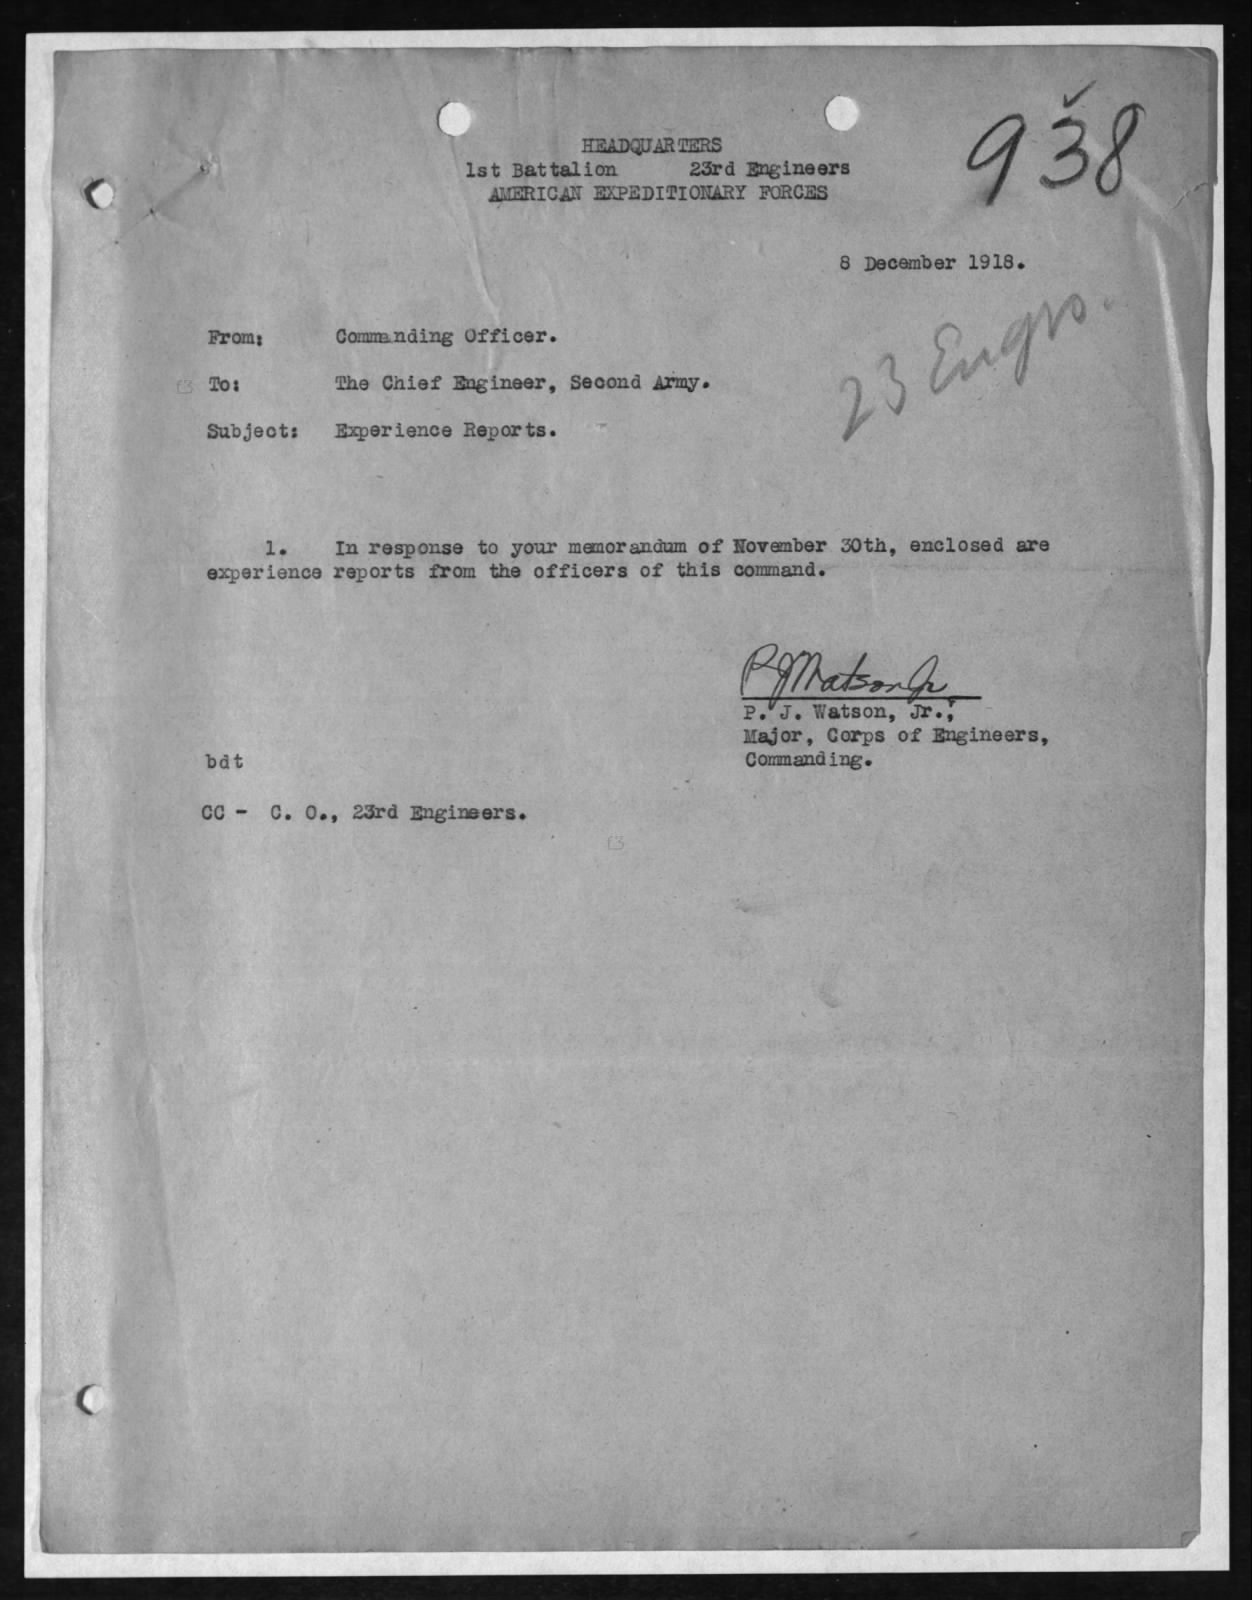 938
HEADQUARTERS
1st Battalion 23rd Engineers
AMERICAN EXPEDITIONARY FORCES
8 December 1918.
23 Engrs.
From: Commanding Officer.
To: The Chief Engineer, Second Army.
Subject: Experience Reports.
1. In response to your memorandum of November 30th, enclosed are
experience reports from the officers of this command.
P J Watson Jr
P. J. Watson, Jr.,
Major, Corps of Engineers,
Commanding.
bdt
CC - C. O., 23rd Engineers.